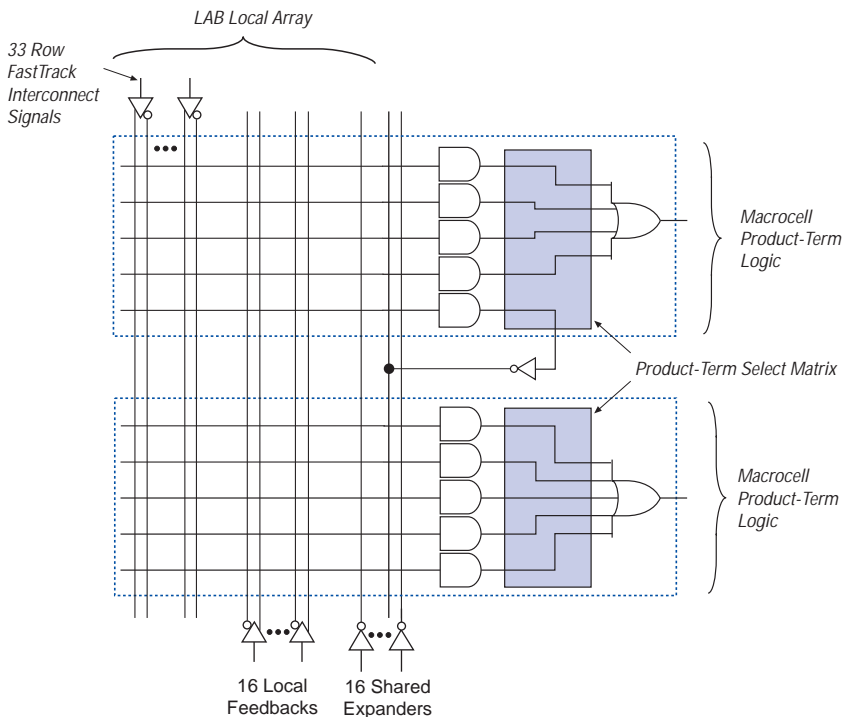 LAB Local Array
33 Row
FastTrack
Interconnect
Signals
Macrocell
Product-Term
Logic
Product-Term Select Matrix
Macrocell
Product-Term
Logic
16 Local
Feedbacks
16 Shared
Expanders